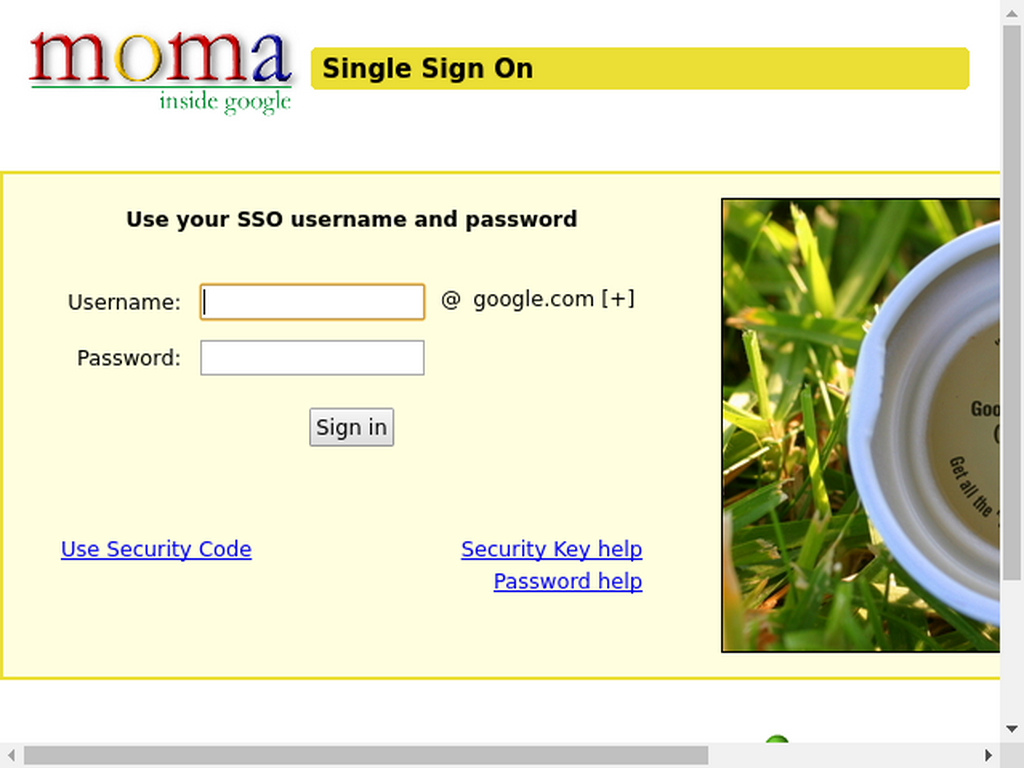 moma
inside google
Single Sign On
Use your SSO username and password
Username:
@ google.com [+]
Password:
Sign in
Use Security Code
Security Key help
Password help
Goo
Get all the